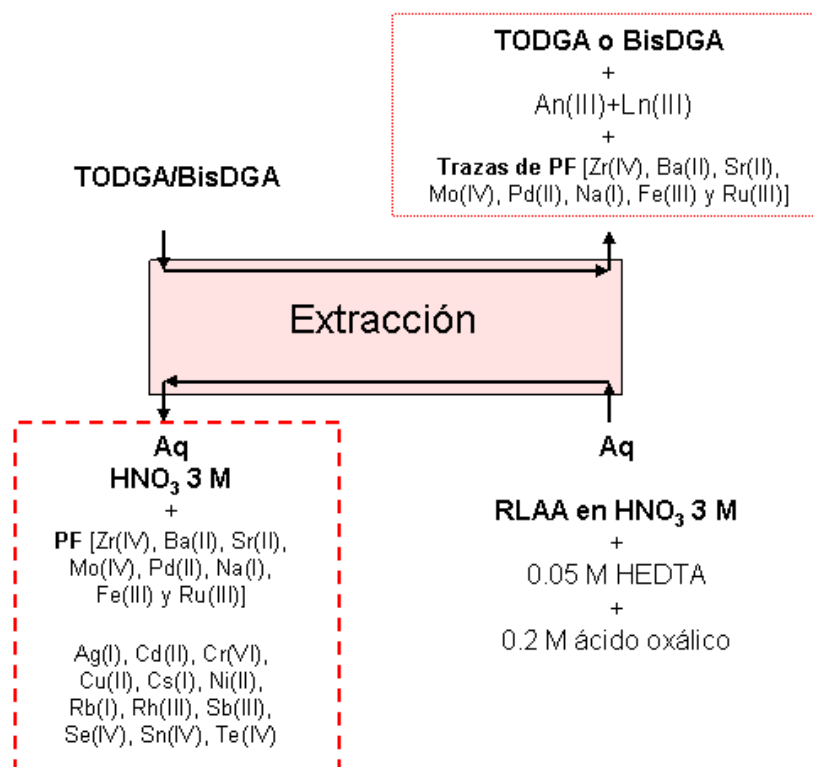 TODGA o BisDGA
+
An(III)+Ln(III)
+
Trazas de PF [Zr(IV), Ba(II), Sr(II),
Mo(IV), Pd(II), Na(I), Fe(III) y Ru(III)]
TODGA/BisDGA
Extracción
Aq
HNO₃ 3 M
+
PF [Zr(IV), Ba(II), Sr(II),
Mo(IV), Pd(II), Na(I),
Fe(III) y Ru(III)]
Ag(I), Cd(II), Cr(VI),
Cu(II), Cs(I), Ni(II),
Rb(I), Rh(III), Sb(III),
Se(IV), Sn(IV), Te(IV)
Aq
RLAA en HNO₃ 3 M
+
0.05 M HEDTA
+
0.2 M ácido oxálico